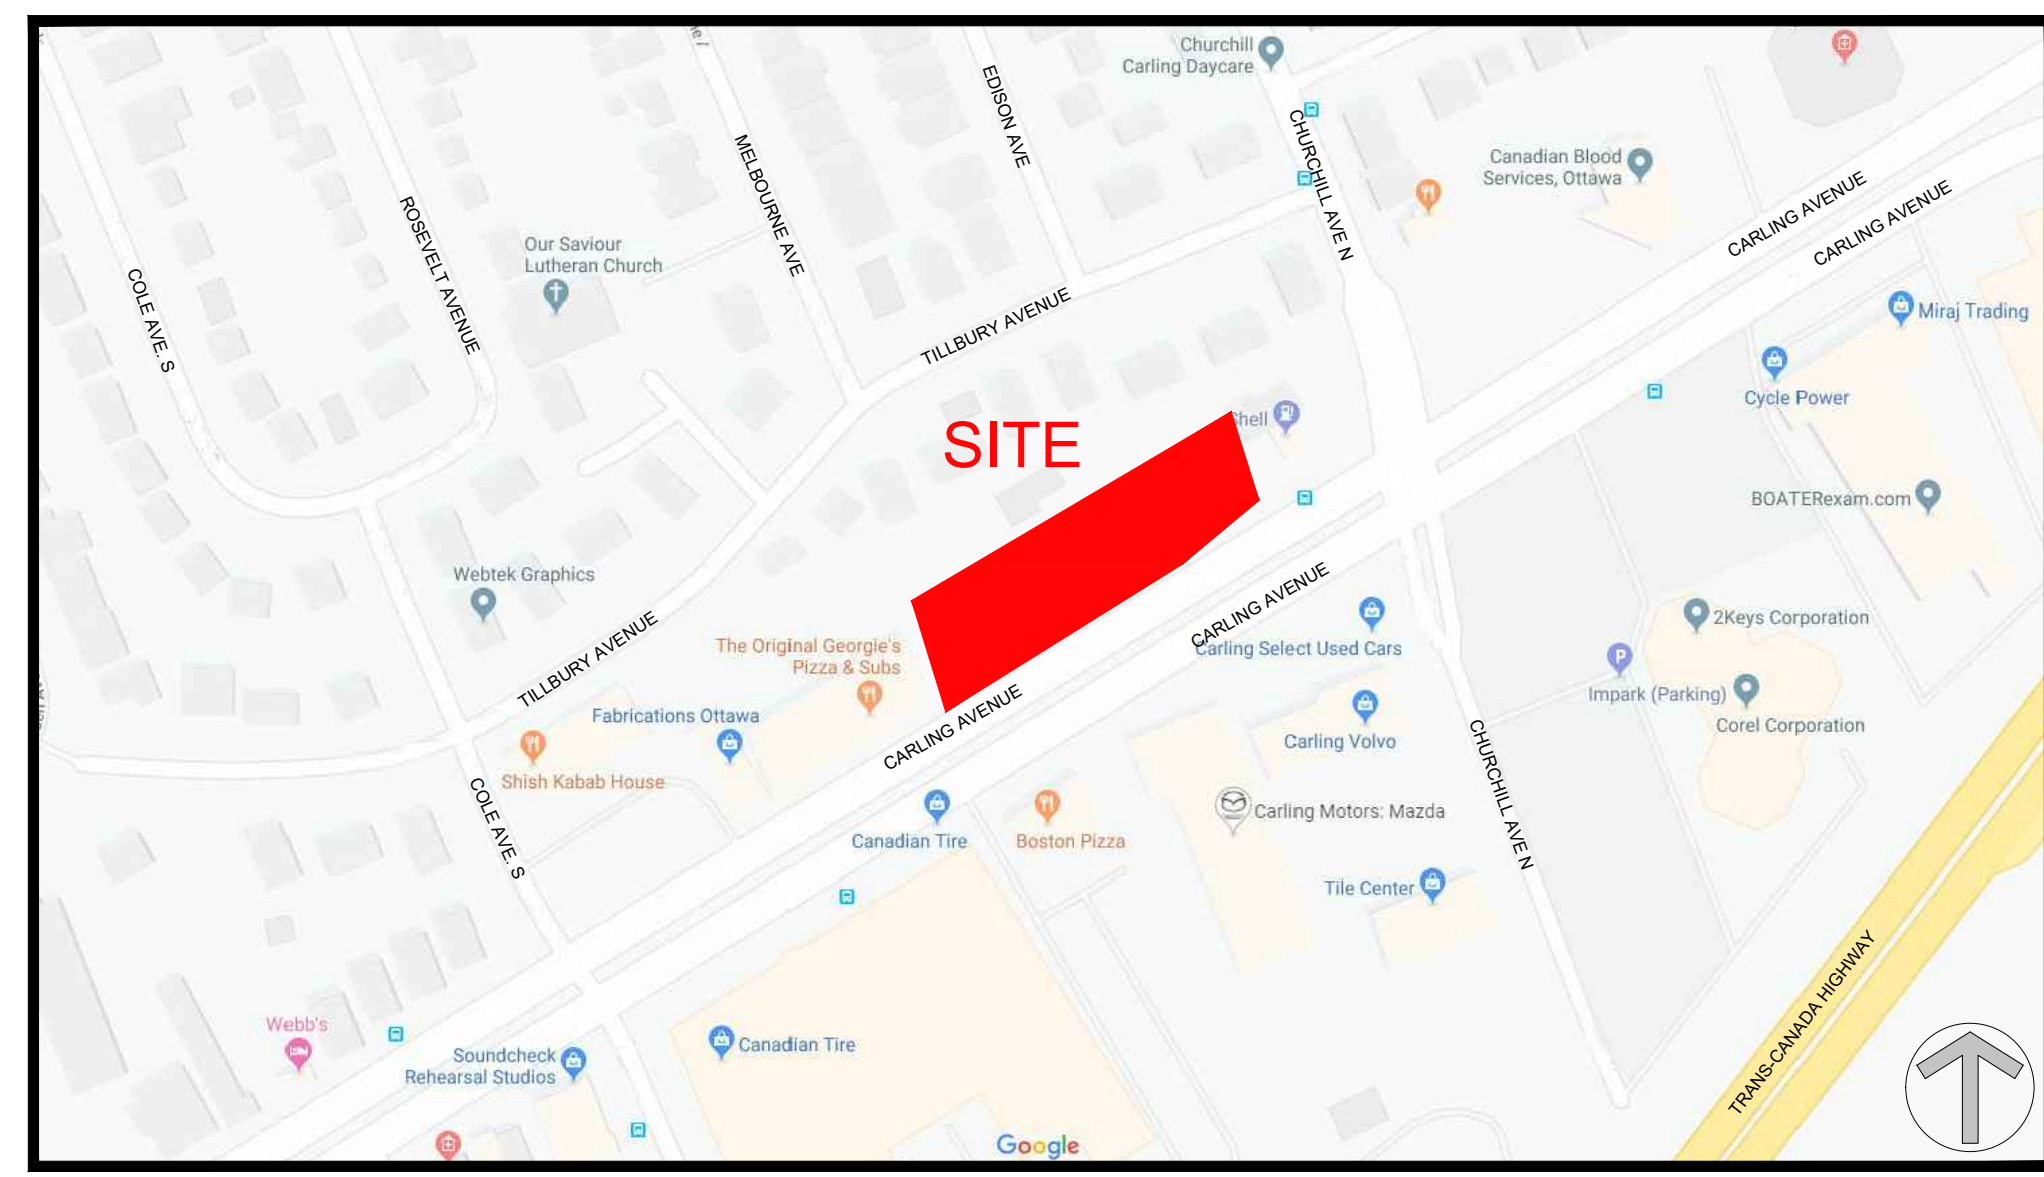 Churchill
Carling Daycare
EDISON AVE
CHURCHILL AVE N
MELBOURNE AVE
Canadian Blood
Services, Ottawa
CARLING AVENUE
CARLING AVENUE
ROSEVELT AVENUE
Our Saviour
Lutheran Church
COLE AVE. S
TILLBURY AVENUE
Miraj Trading
Cycle Power
Shell
SITE
BOATERexam.com
Webtek Graphics
CARLING AVENUE
2Keys Corporation
The Original Georgie's
Pizza & Subs
Carling Select Used Cars
TILLBURY AVENUE
Impark (Parking)
Fabrications Ottawa
CARLING AVENUE
Corel Corporation
Carling Volvo
Shish Kabab House
CHURCHILL AVE N
COLE AVE. S
Carling Motors: Mazda
Canadian Tire
Boston Pizza
Tile Center
TRANS-CANADA HIGHWAY
Webb's
Canadian Tire
Soundcheck
Rehearsal Studios
P
Google